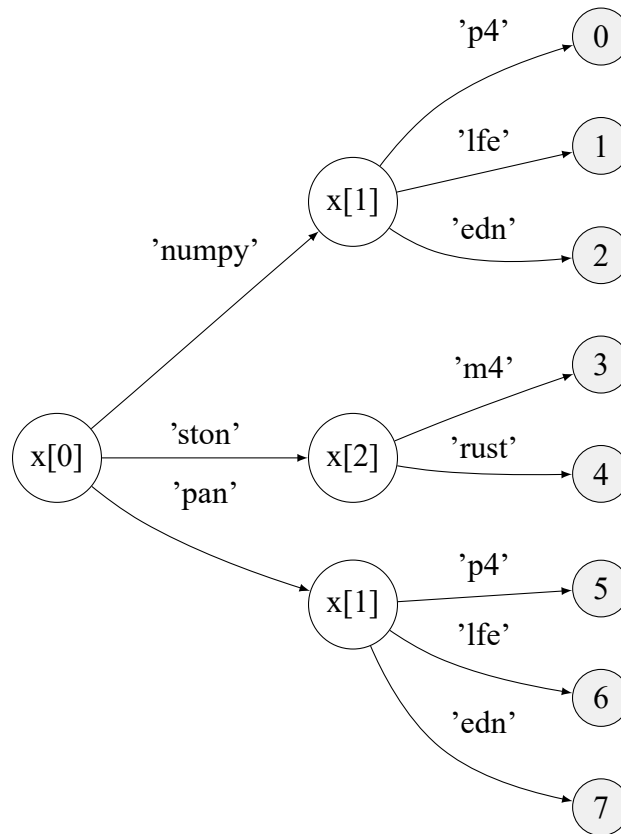 ’p4’
0
’lfe’
1
x[1]
’edn’
2
’numpy’
’m4’
3
’ston’
x[0]
x[2]
’rust’
4
’pan’
’p4’
5
x[1]
’lfe’
6
’edn’
7